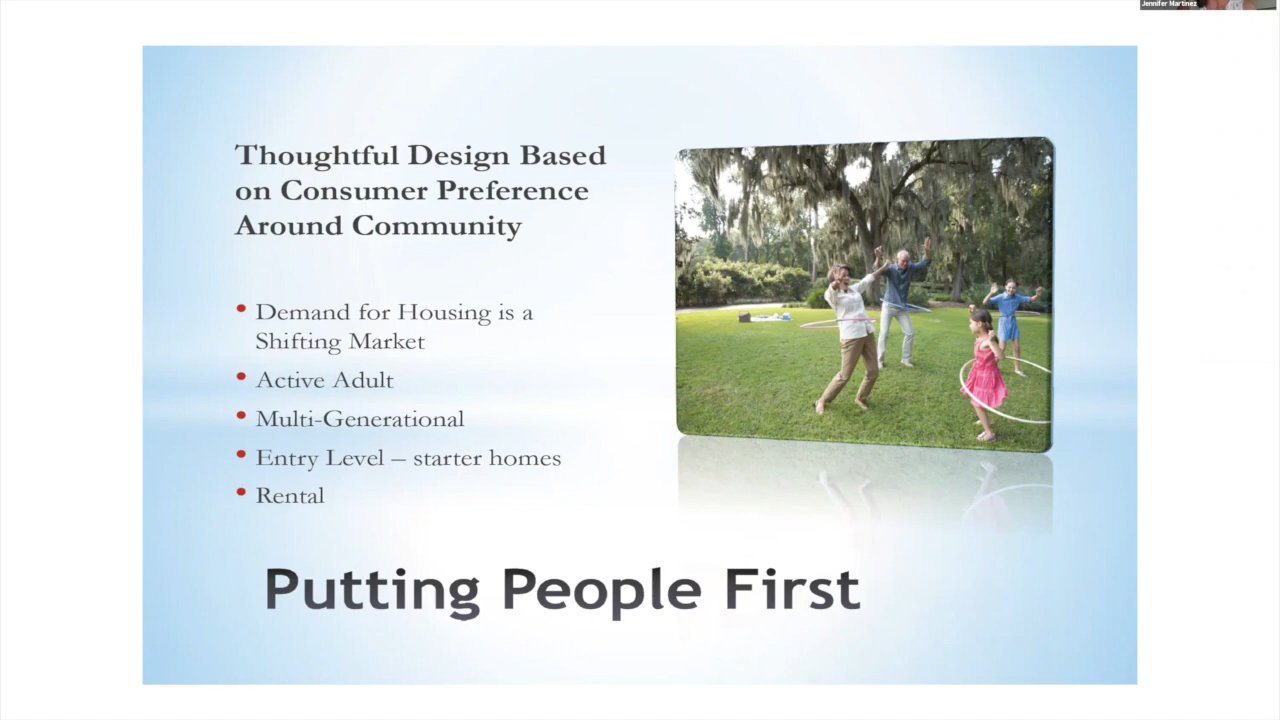 Jennifer Martinez
Thoughtful Design Based
on Consumer Preference
Around Community
• Demand for Housing is a
Shifting Market
• Active Adult
• Multi-Generational
• Entry Level – starter homes
• Rental
Putting People First